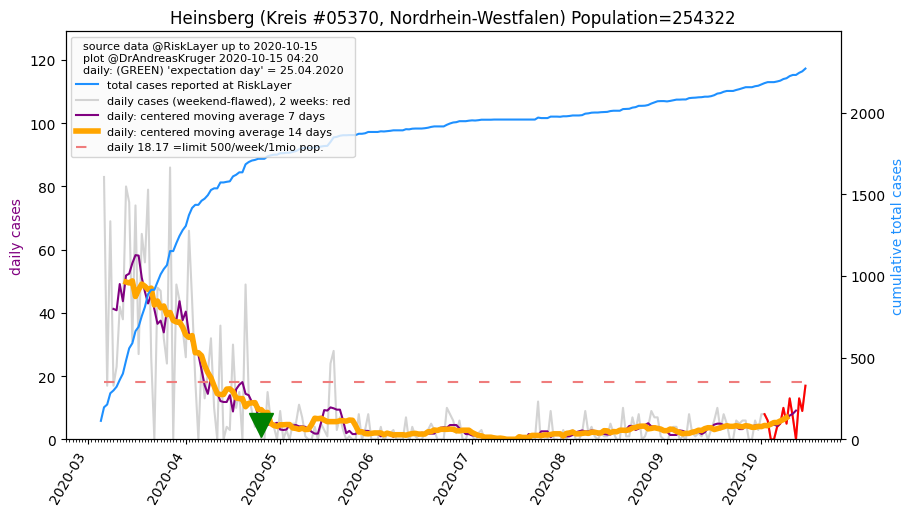 Heinsberg (Kreis #05370, Nordrhein-Westfalen) Population=254322
source data @RiskLayer up to 2020-10-15
plot @DrAndreasKruger 2020-10-15 04:20
daily: (GREEN) 'expectation day' = 25.04.2020
total cases reported at RiskLayer
daily cases (weekend-flawed), 2 weeks: red
daily: centered moving average 7 days
daily: centered moving average 14 days
daily 18.17 =limit 500/week/1mio pop.
daily cases
120
100
80
60
40
20
0
cumulative total cases
2000
1500
1000
500
0
2020-03
2020-04
2020-05
2020-06
2020-07
2020-08
2020-09
2020-10